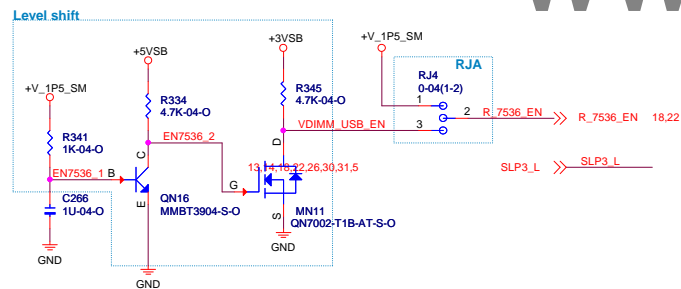 Level shift
+5VSB
+3VSB
+V_1P5_SM
RJA
+V_1P5_SM
RJ4
0-04(1-2)
R334
4.7K-04-O
R345
4.7K-04-O
1
2
3
R_7536_EN
R_7536_EN 18,22
VDIMM_USB_EN
R341
1K-04-O
EN7536_2
D
C
13,14,18,22,26,30,31,5
SLP3_L
SLP3_L
EN7536_1
B
G
C266
1U-04-O
E
QN16
MMBT3904-S-O
S
MN11
QN7002-T1B-AT-S-O
GND
GND
GND